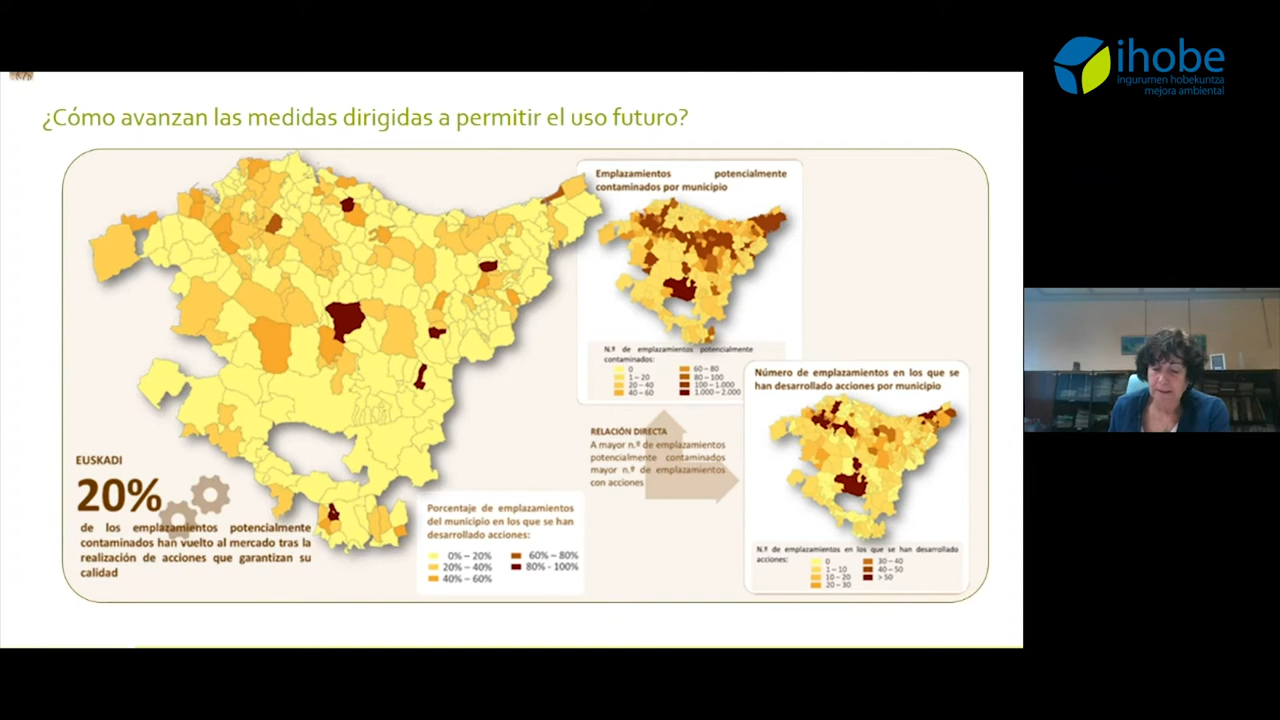 ihobe
ingurumen hobekuntza
mejora ambiental
¿Cómo avanzan las medidas dirigidas a permitir el uso futuro?
EUSKADI
20%
de los emplazamientos potencialmente
contaminados han vuelto al mercado tras la
realización de acciones que garantizan su
calidad
Porcentaje de emplazamientos
del municipio en los que se han
desarrollado acciones:
0% – 20%
20% – 40%
40% – 60%
60% – 80%
80% - 100%
Emplazamientos potencialmente
contaminados por municipio
N.º de emplazamientos potencialmente
contaminados:
0
1 – 20
20 – 40
40 – 60
60 – 80
80 – 100
100 – 1.000
1.000 – 2.000
RELACIÓN DIRECTA
A mayor n.º de emplazamientos
potencialmente contaminados
mayor n.º de emplazamientos
con acciones
Número de emplazamientos en los que se
han desarrollado acciones por municipio
N.º de emplazamientos en los que se han desarrollado
acciones:
0
1 – 10
10 – 20
20 – 30
30 – 40
40 – 50
> 50